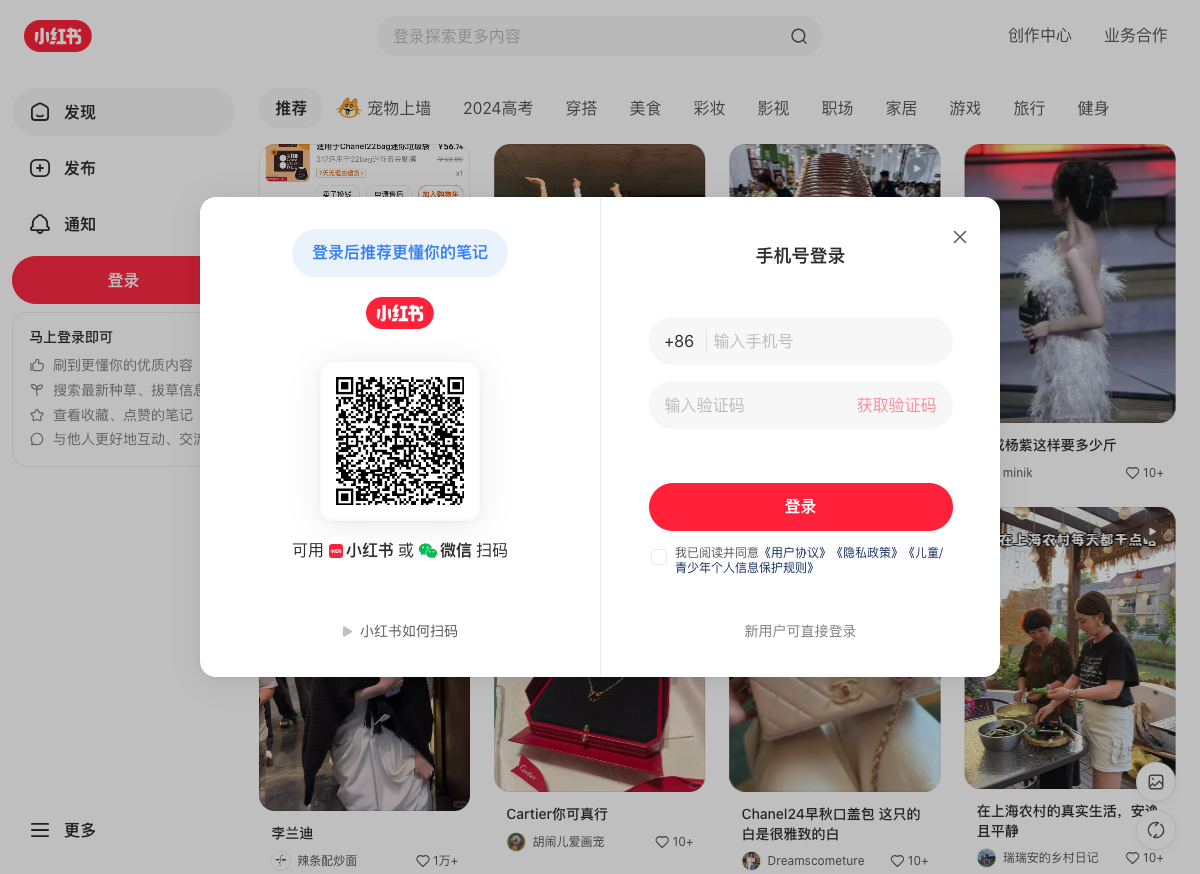 小红书
登录探索更多内容
创作中心
业务合作
发现
发布
通知
登录
马上登录即可
刷到更懂你的优质内容
搜索最新种草、拔草信息
查看收藏、点赞的笔记
与他人更好地互动、交流
更多
推荐
宠物上墙
2024高考
穿搭
美食
彩妆
影视
职场
家居
游戏
旅行
健身
适用于Chanel22bag迷你垃圾袋 ¥56.74
x1
7天无理由退货>
加入购物车
登录后推荐更懂你的笔记
小红书
可用 小红书 或 微信 扫码
小红书如何扫码
手机号登录
+86 输入手机号
输入验证码 获取验证码
登录
我已阅读并同意《用户协议》《隐私政策》《儿童/
青少年个人信息保护规则》
新用户可直接登录
成杨紫这样要多少斤
minik
10+
在上海农村每天都干点。
李兰迪
辣条配炒面
1万+
Cartier
Cartier你可真行
胡闹儿爱画宠
10+
Chanel24早秋口盖包 这只的
白是很雅致的白
Dreamscometure
10+
在上海农村的真实生活，安逸
且平静
瑞瑞安的乡村日记
10+